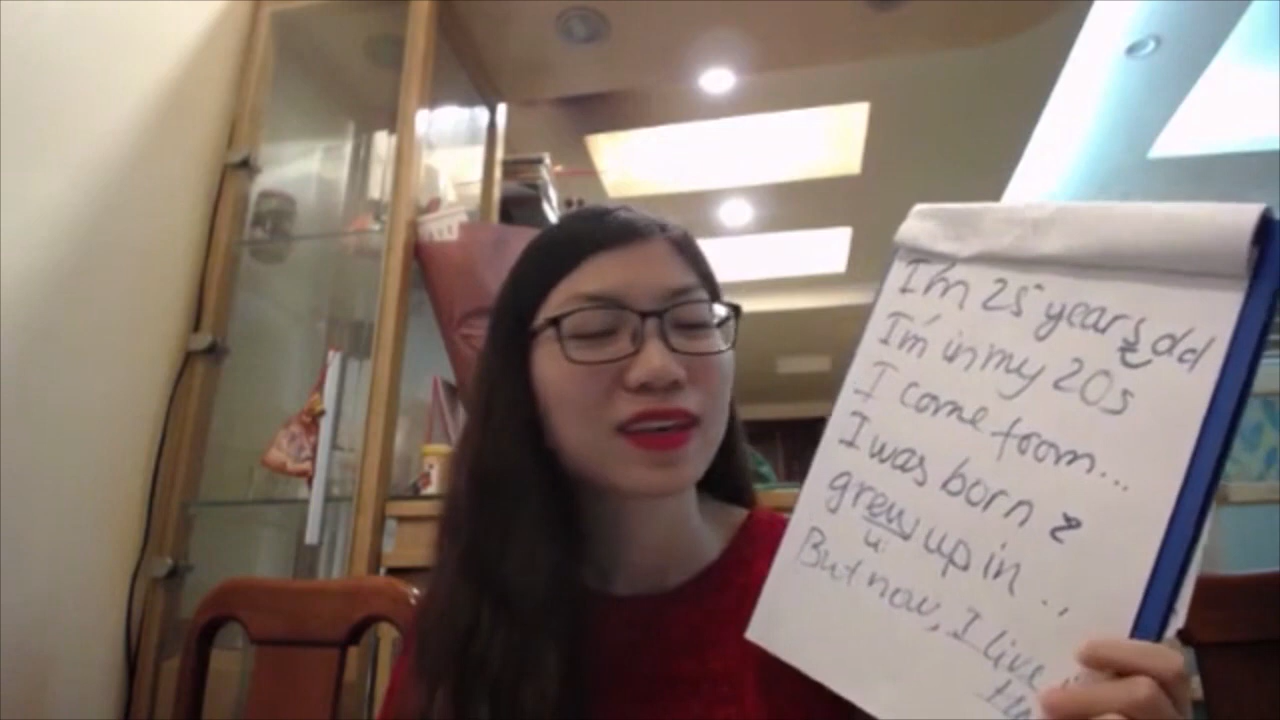 I'm 25 years old
I'm in my 20s
I come from...
I was born &
grew up in ...
u:
But now, I live